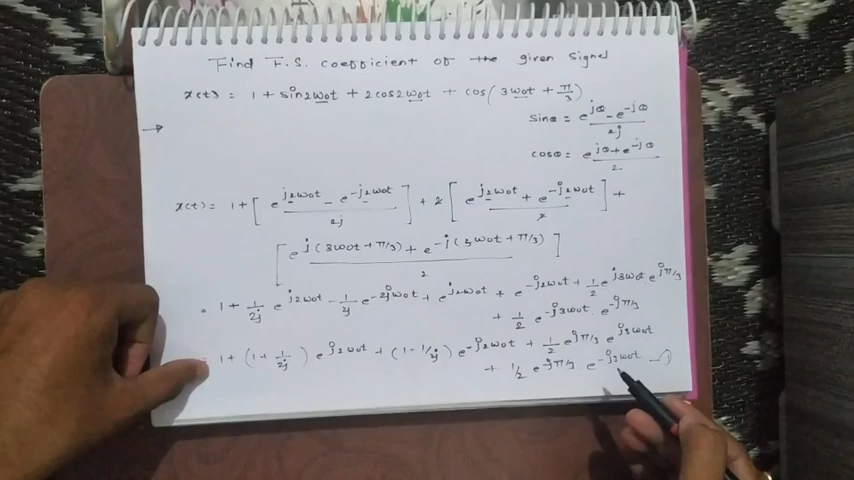 Find F.S. coefficient of the given signal
x(t) = 1 + sin2ω₀t + 2cos2ω₀t + cos(3ω₀t + π/3)
sinθ = (e^jθ − e^−jθ)/2j
→
cosθ = (e^jθ + e^−jθ)/2
x(t) = 1 + [(e^j2ω₀t − e^−j2ω₀t)/2j] + 2[(e^j2ω₀t + e^−j2ω₀t)/2] +
[(e^j(3ω₀t + π/3) + e^−j(3ω₀t + π/3))/2]
= 1 + 1/2j e^j2ω₀t − 1/2j e^−2jω₀t + e^j2ω₀t + e^−j2ω₀t + 1/2 e^j3ω₀t . e^jπ/3
+ 1/2 e^−j3ω₀t . e^jπ/3
= 1 + (1 + 1/2j) e^j2ω₀t + (1 − 1/2j) e^−j2ω₀t + 1/2 e^jπ/3 e^j3ω₀t
+ 1/2 e^jπ/3 e^−j3ω₀t —①